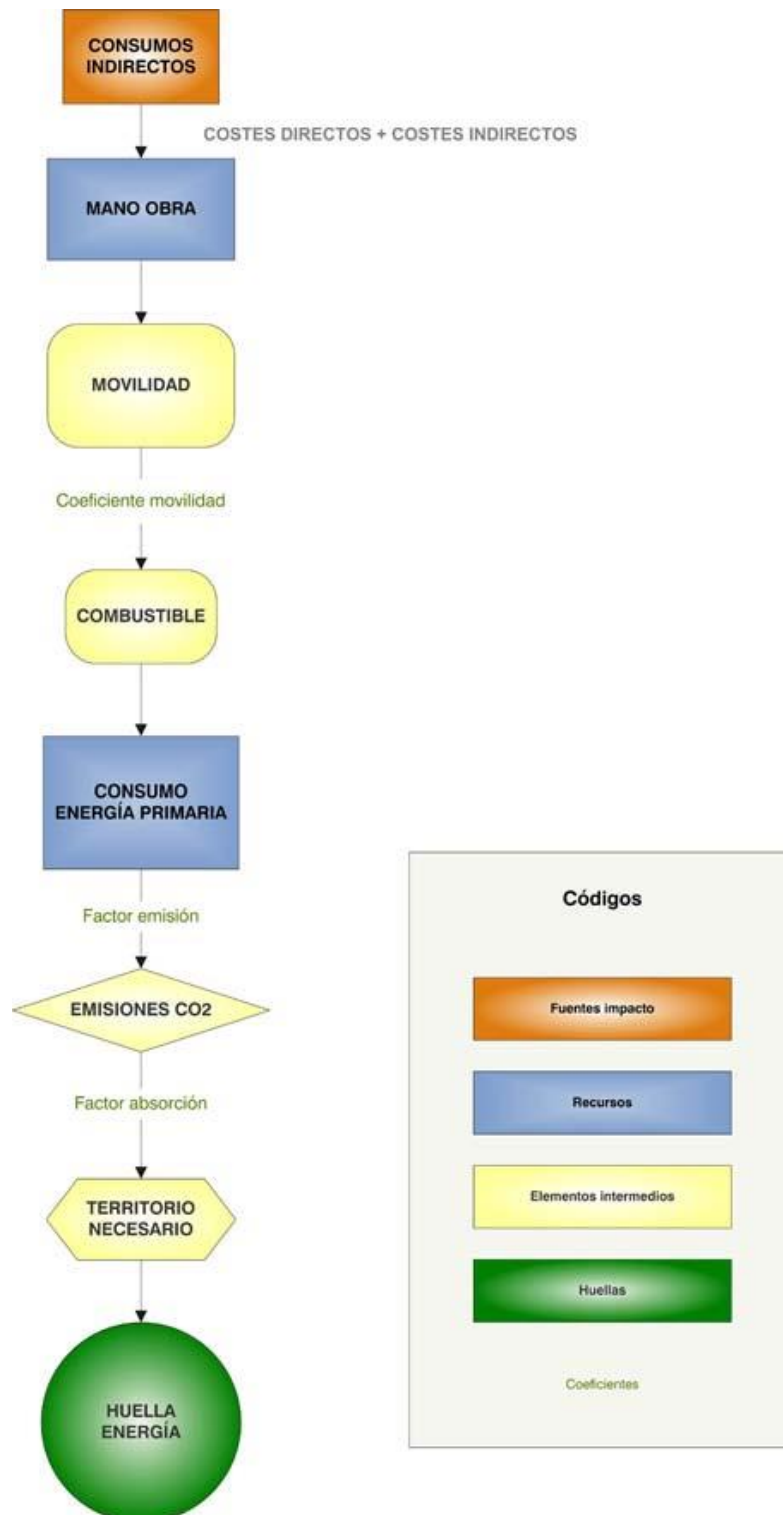 CONSUMOS
INDIRECTOS
COSTES DIRECTOS + COSTES INDIRECTOS
MANO OBRA
MOVILIDAD
Coeficiente movilidad
COMBUSTIBLE
CONSUMO
ENERGÍA PRIMARIA
Factor emisión
EMISIONES CO2
Factor absorción
TERRITORIO
NECESARIO
HUELLA
ENERGÍA
Códigos
Fuentes impacto
Recursos
Elementos intermedios
Huellas
Coeficientes